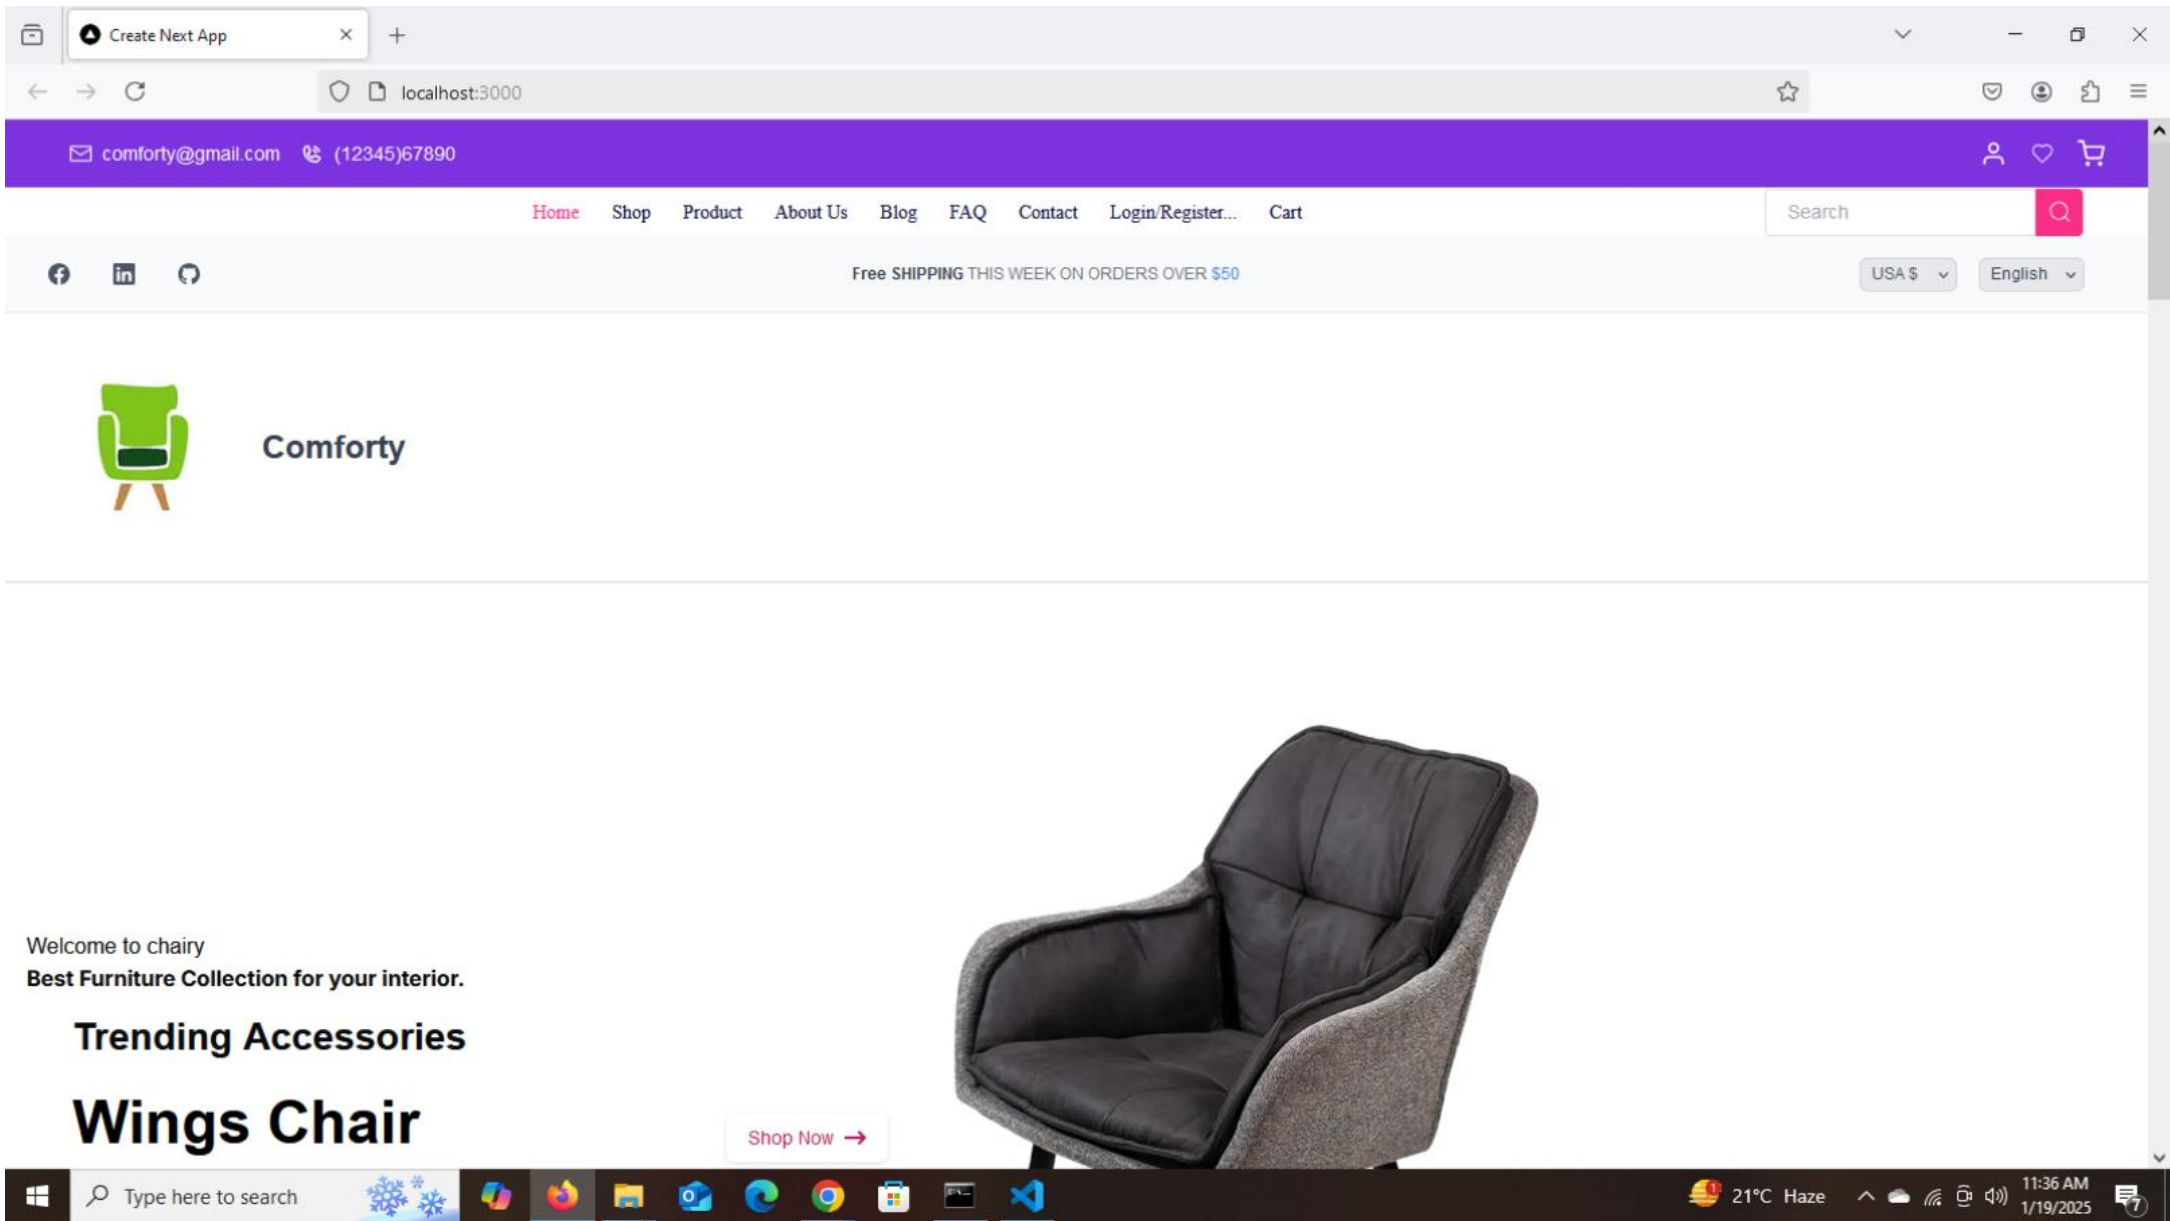 Create Next App
localhost:3000
comforty@gmail.com (12345)67890
Home Shop Product About Us Blog FAQ Contact Login/Register... Cart Search
Free SHIPPING THIS WEEK ON ORDERS OVER $50 USA $ English
Comforty
Welcome to chairy
Best Furniture Collection for your interior.
Trending Accessories
Wings Chair
Shop Now
Type here to search
21°C Haze
11:36 AM
1/19/2025
7